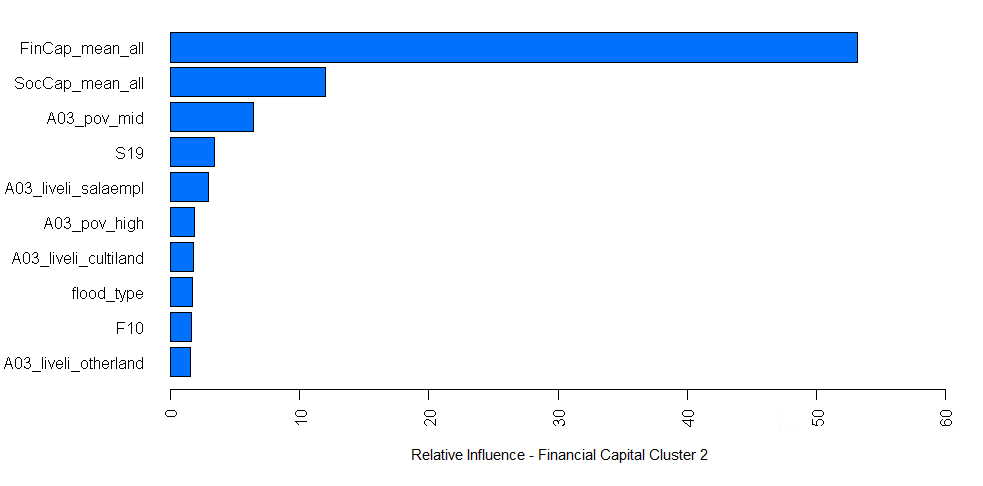 FinCap_mean_all
SocCap_mean_all
A03_pov_mid
S19
A03_liveli_salaempl
A03_pov_high
A03_liveli_cultiland
flood_type
F10
A03_liveli_otherland
0 10 20 30 40 50 60
Relative Influence - Financial Capital Cluster 2